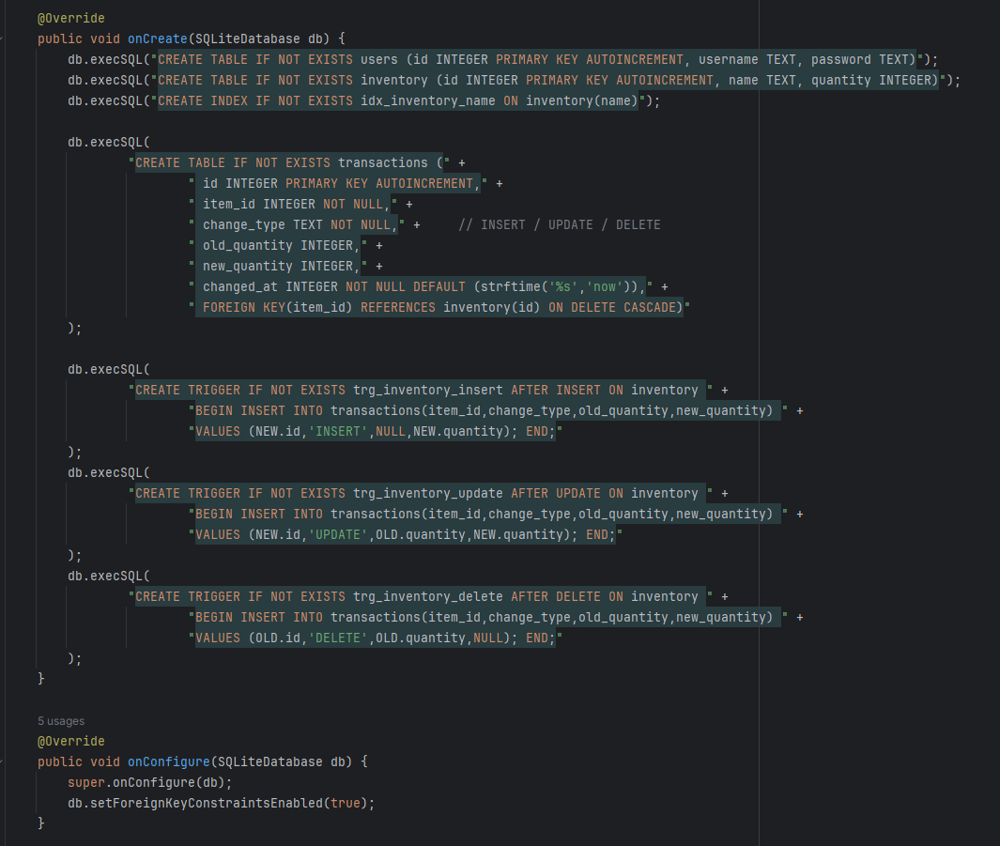 @Override
public void onCreate(SQLiteDatabase db) {
db.execSQL("CREATE TABLE IF NOT EXISTS users (id INTEGER PRIMARY KEY AUTOINCREMENT, username TEXT, password TEXT)");
db.execSQL("CREATE TABLE IF NOT EXISTS inventory (id INTEGER PRIMARY KEY AUTOINCREMENT, name TEXT, quantity INTEGER)");
db.execSQL("CREATE INDEX IF NOT EXISTS idx_inventory_name ON inventory(name)");
db.execSQL(
"CREATE TABLE IF NOT EXISTS transactions (" +
" id INTEGER PRIMARY KEY AUTOINCREMENT," +
" item_id INTEGER NOT NULL," +
" change_type TEXT NOT NULL," +     // INSERT / UPDATE / DELETE
" old_quantity INTEGER," +
" new_quantity INTEGER," +
" changed_at INTEGER NOT NULL DEFAULT (strftime('%s','now'))," +
" FOREIGN KEY(item_id) REFERENCES inventory(id) ON DELETE CASCADE)"
);
db.execSQL(
"CREATE TRIGGER IF NOT EXISTS trg_inventory_insert AFTER INSERT ON inventory " +
"BEGIN INSERT INTO transactions(item_id,change_type,old_quantity,new_quantity) " +
"VALUES (NEW.id,'INSERT',NULL,NEW.quantity); END;"
);
db.execSQL(
"CREATE TRIGGER IF NOT EXISTS trg_inventory_update AFTER UPDATE ON inventory " +
"BEGIN INSERT INTO transactions(item_id,change_type,old_quantity,new_quantity) " +
"VALUES (NEW.id,'UPDATE',OLD.quantity,NEW.quantity); END;"
);
db.execSQL(
"CREATE TRIGGER IF NOT EXISTS trg_inventory_delete AFTER DELETE ON inventory " +
"BEGIN INSERT INTO transactions(item_id,change_type,old_quantity,new_quantity) " +
"VALUES (OLD.id,'DELETE',OLD.quantity,NULL); END;"
);
}
5 usages
@Override
public void onConfigure(SQLiteDatabase db) {
super.onConfigure(db);
db.setForeignKeyConstraintsEnabled(true);
}